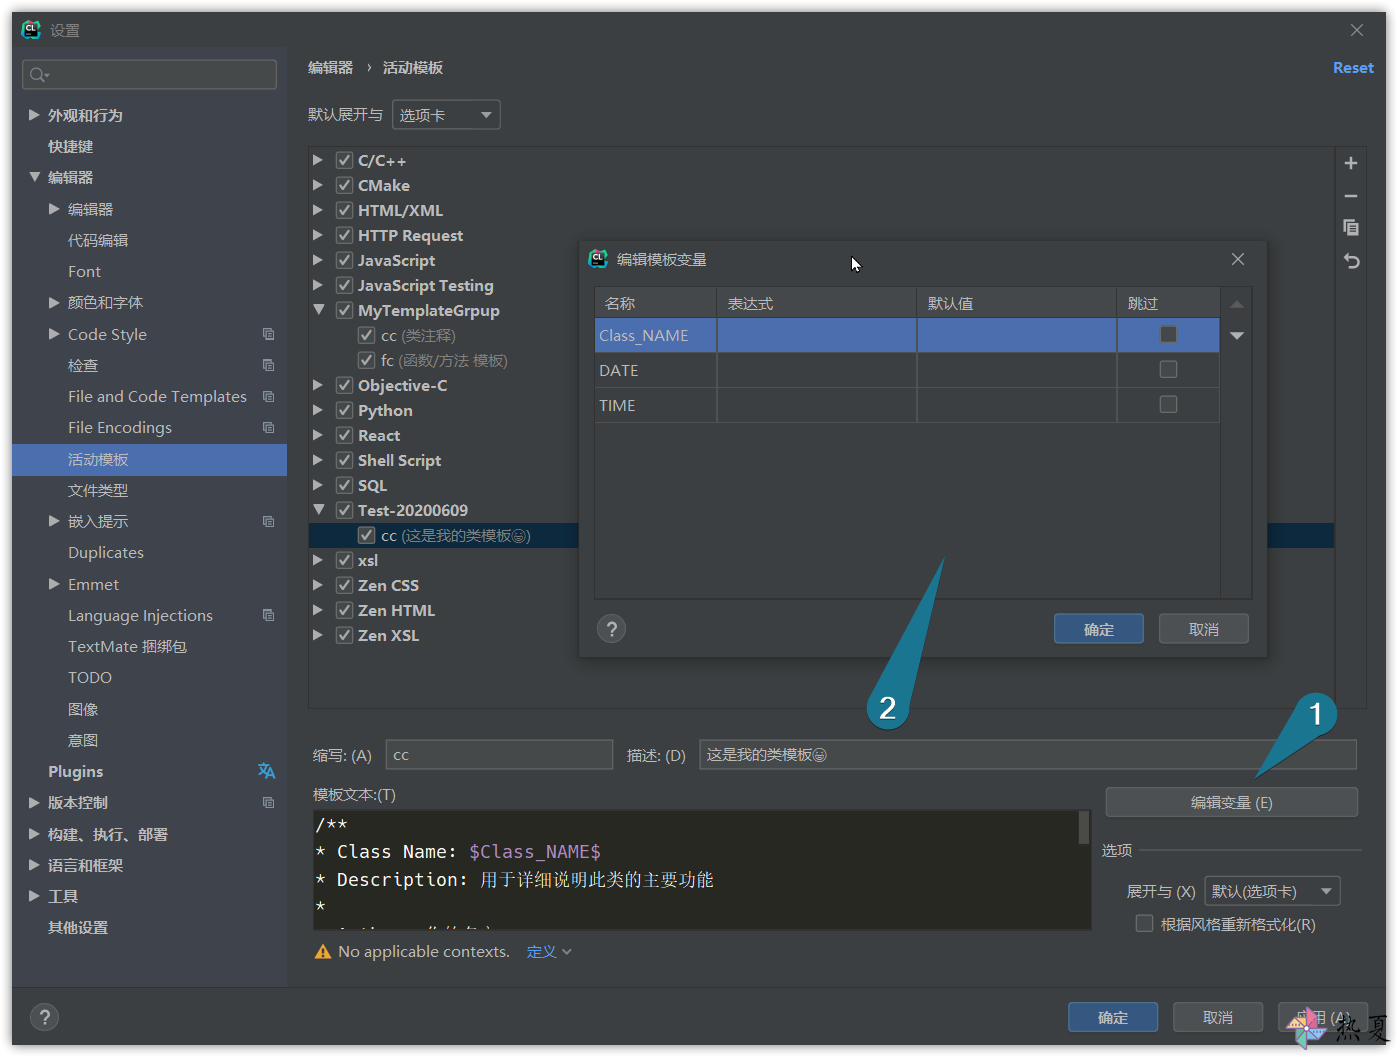 设置
外观和行为
快捷键
编辑器
编辑器
代码编辑
Font
颜色和字体
Code Style
检查
File and Code Templates
File Encodings
活动模板
文件类型
嵌入提示
Duplicates
Emmet
Language Injections
TextMate 捆绑包
TODO
图像
意图
Plugins
版本控制
构建、执行、部署
语言和框架
工具
其他设置
编辑器 › 活动模板
Reset
默认展开与 选项卡
C/C++
CMake
HTML/XML
HTTP Request
JavaScript
JavaScript Testing
MyTemplateGrpup
cc (类注释)
fc (函数/方法 模板)
Objective-C
Python
React
Shell Script
SQL
Test-20200609
cc (这是我的类模板😀)
xsl
Zen CSS
Zen HTML
Zen XSL
编辑模板变量
名称 表达式 默认值 跳过
Class_NAME
DATE
TIME
? 确定 取消
2
1
缩写: (A) cc 描述: (D) 这是我的类模板😀
模板文本:(T)
/**
* Class Name: $Class_NAME$
* Description: 用于详细说明此类的主要功能
*
编辑变量 (E)
选项
展开与 (X) 默认(选项卡)
根据风格重新格式化(R)
No applicable contexts. 定义
? 确定 取消
热夏